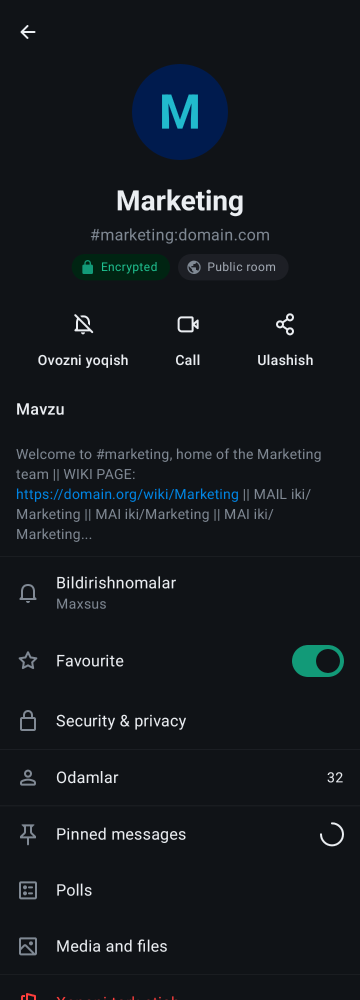 M
Marketing
#marketing:domain.com
Encrypted
Public room
Ovozni yoqish
Call
Ulashish
Mavzu
Welcome to #marketing, home of the Marketing
team || WIKI PAGE:
https://domain.org/wiki/Marketing || MAIL iki/
Marketing || MAI iki/Marketing || MAI iki/
Marketing...
Bildirishnomalar
Maxsus
Favourite
Security & privacy
Odamlar 32
Pinned messages
Polls
Media and files